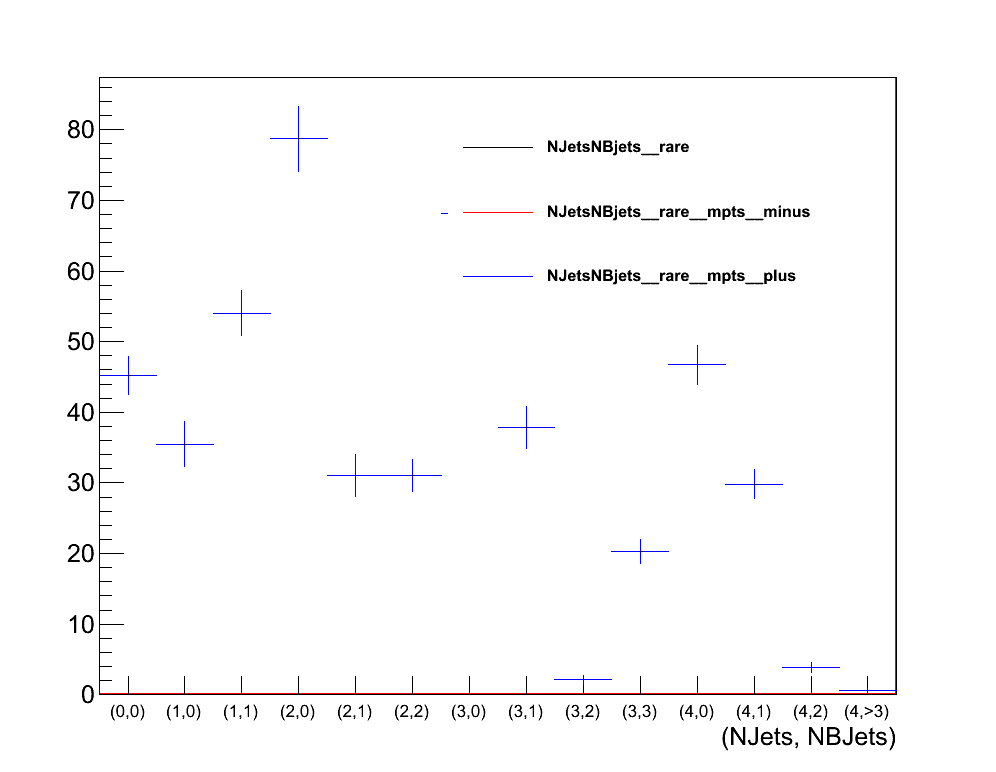 80
70
60
50
40
30
20
10
0
NJetsNBjets__rare
NJetsNBjets__rare__mpts__minus
NJetsNBjets__rare__mpts__plus
(0,0) (1,0) (1,1) (2,0) (2,1) (2,2) (3,0) (3,1) (3,2) (3,3) (4,0) (4,1) (4,2) (4,>3)
(NJets, NBJets)